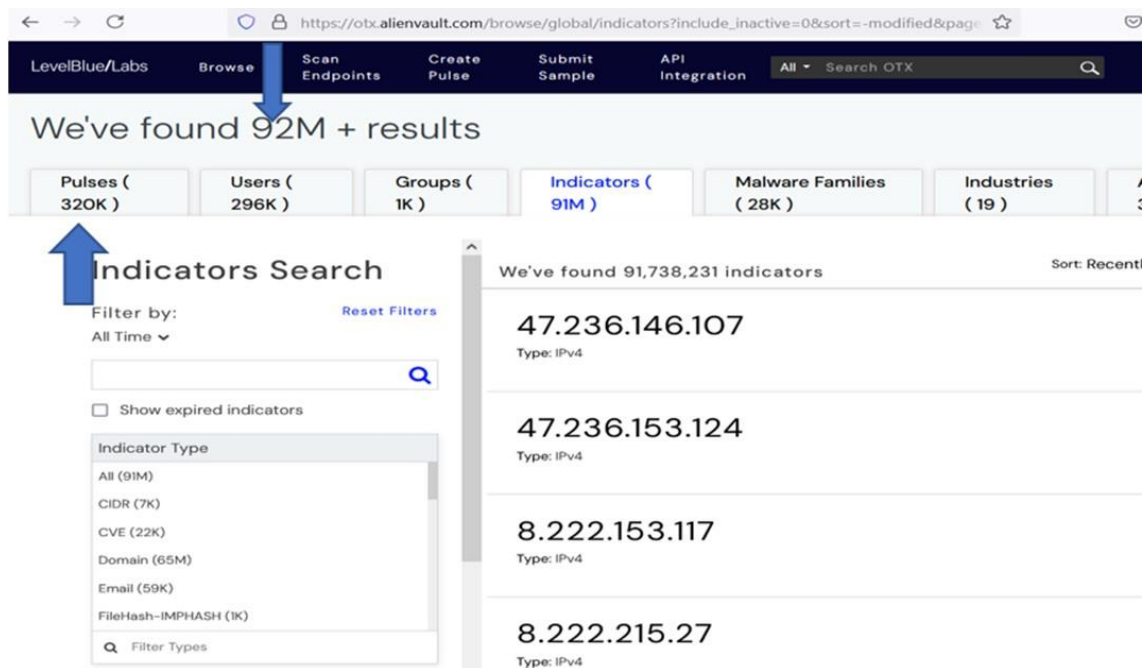 https://otx.alienvault.com/browse/global/indicators?include_inactive=0&sort=-modified&page
LevelBlue/Labs Browse Scan Endpoints Create Pulse Submit Sample API Integration All Search OTX
We've found 92M + results
Pulses ( 320K ) Users ( 296K ) Groups ( 1K ) Indicators ( 91M ) Malware Families ( 28K ) Industries ( 19 )
Indicators Search
We've found 91,738,231 indicators
Sort: Recentl
Filter by:
Reset Filters
All Time
Show expired indicators
Indicator Type
All (91M)
CIDR (7K)
CVE (22K)
Domain (65M)
Email (59K)
FileHash-IMPHASH (1K)
Filter Types
47.236.146.107
Type: IPv4
47.236.153.124
Type: IPv4
8.222.153.117
Type: IPv4
8.222.215.27
Type: IPv4